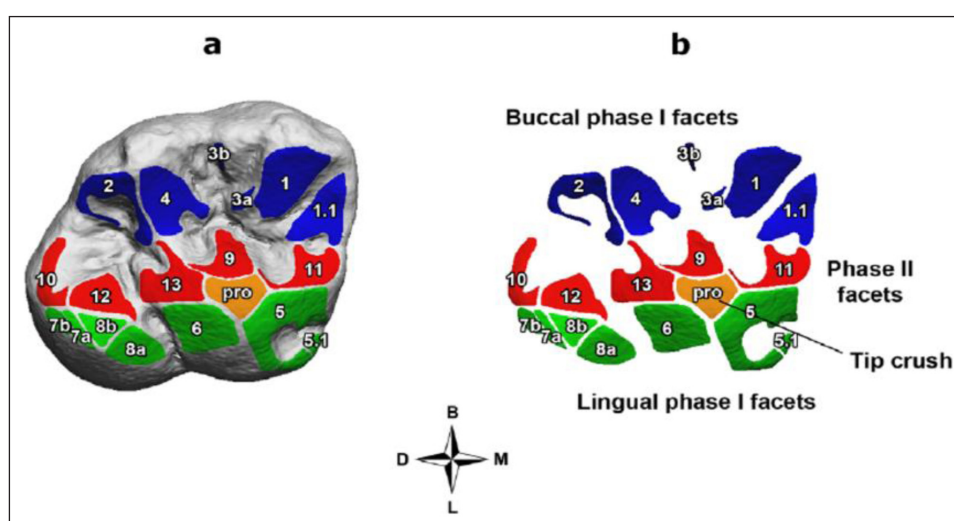 a
3b
2
4
1
3a
1.1
9
11
10
12
13
pro
5
7b
7a
8b
8a
6
5.1
b
Buccal phase I facets
3b
2
4
1
3a
1.1
9
11
10
12
13
pro
5
Phase II
facets
7b
7a
8b
8a
6
5.1
Tip crush
Lingual phase I facets
B
D
M
L